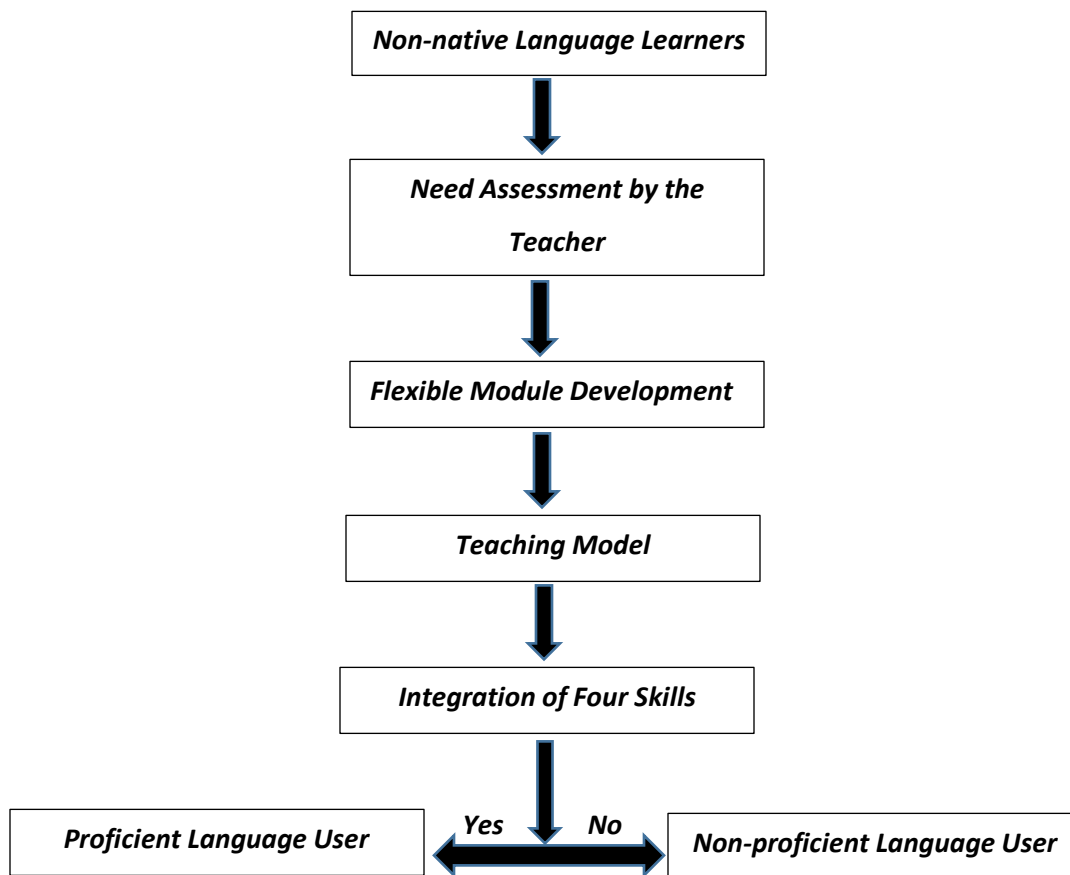 Non-native Language Learners
Need Assessment by the
Teacher
Flexible Module Development
Teaching Model
Integration of Four Skills
Yes No
Proficient Language User
Non-proficient Language User